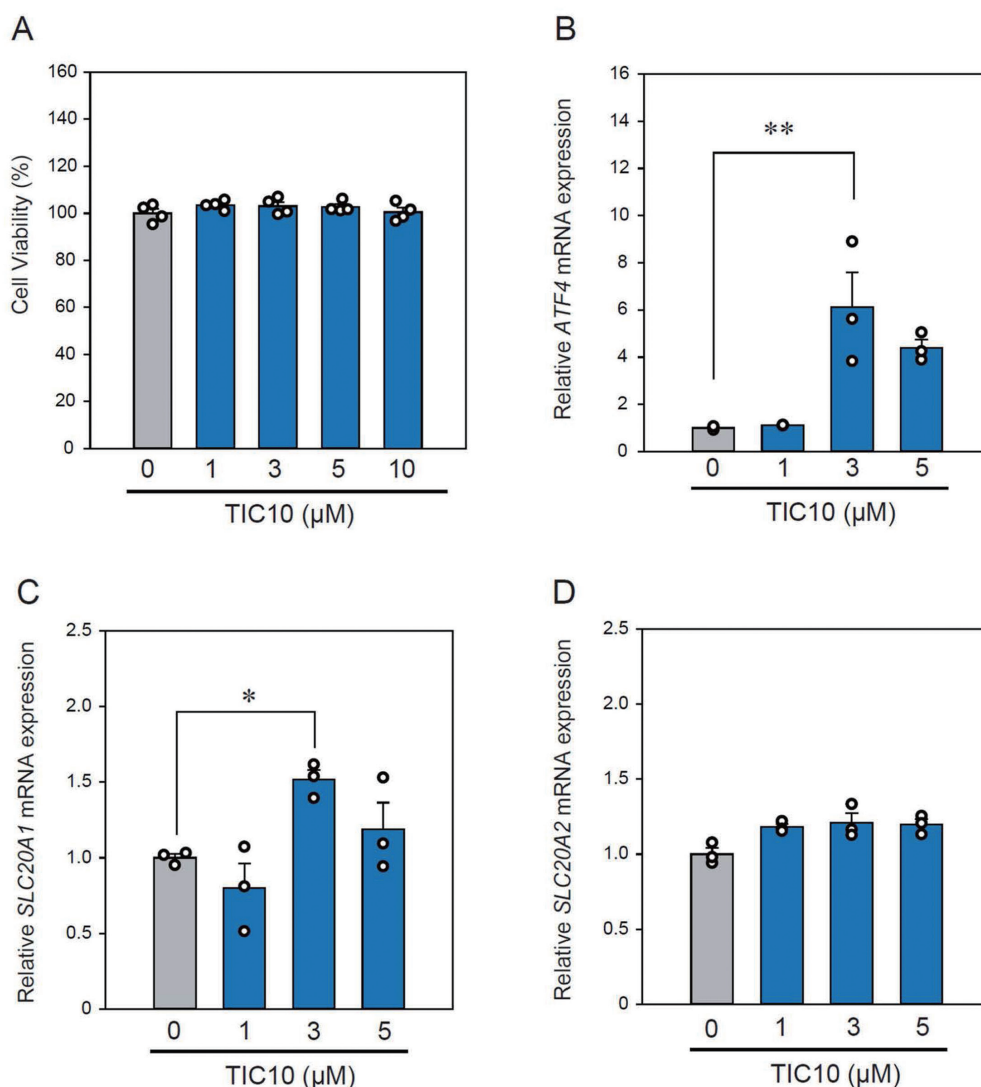 A
Cell Viability (%)
160
140
120
100
80
60
40
20
0
0 1 3 5 10
TIC10 (µM)
B
Relative ATF4 mRNA expression
16
14
12
10
8
6
4
2
0
**
0 1 3 5
TIC10 (µM)
C
Relative SLC20A1 mRNA expression
2.5
2.0
1.5
1.0
0.5
0
*
0 1 3 5
TIC10 (µM)
D
Relative SLC20A2 mRNA expression
2.5
2.0
1.5
1.0
0.5
0
0 1 3 5
TIC10 (µM)